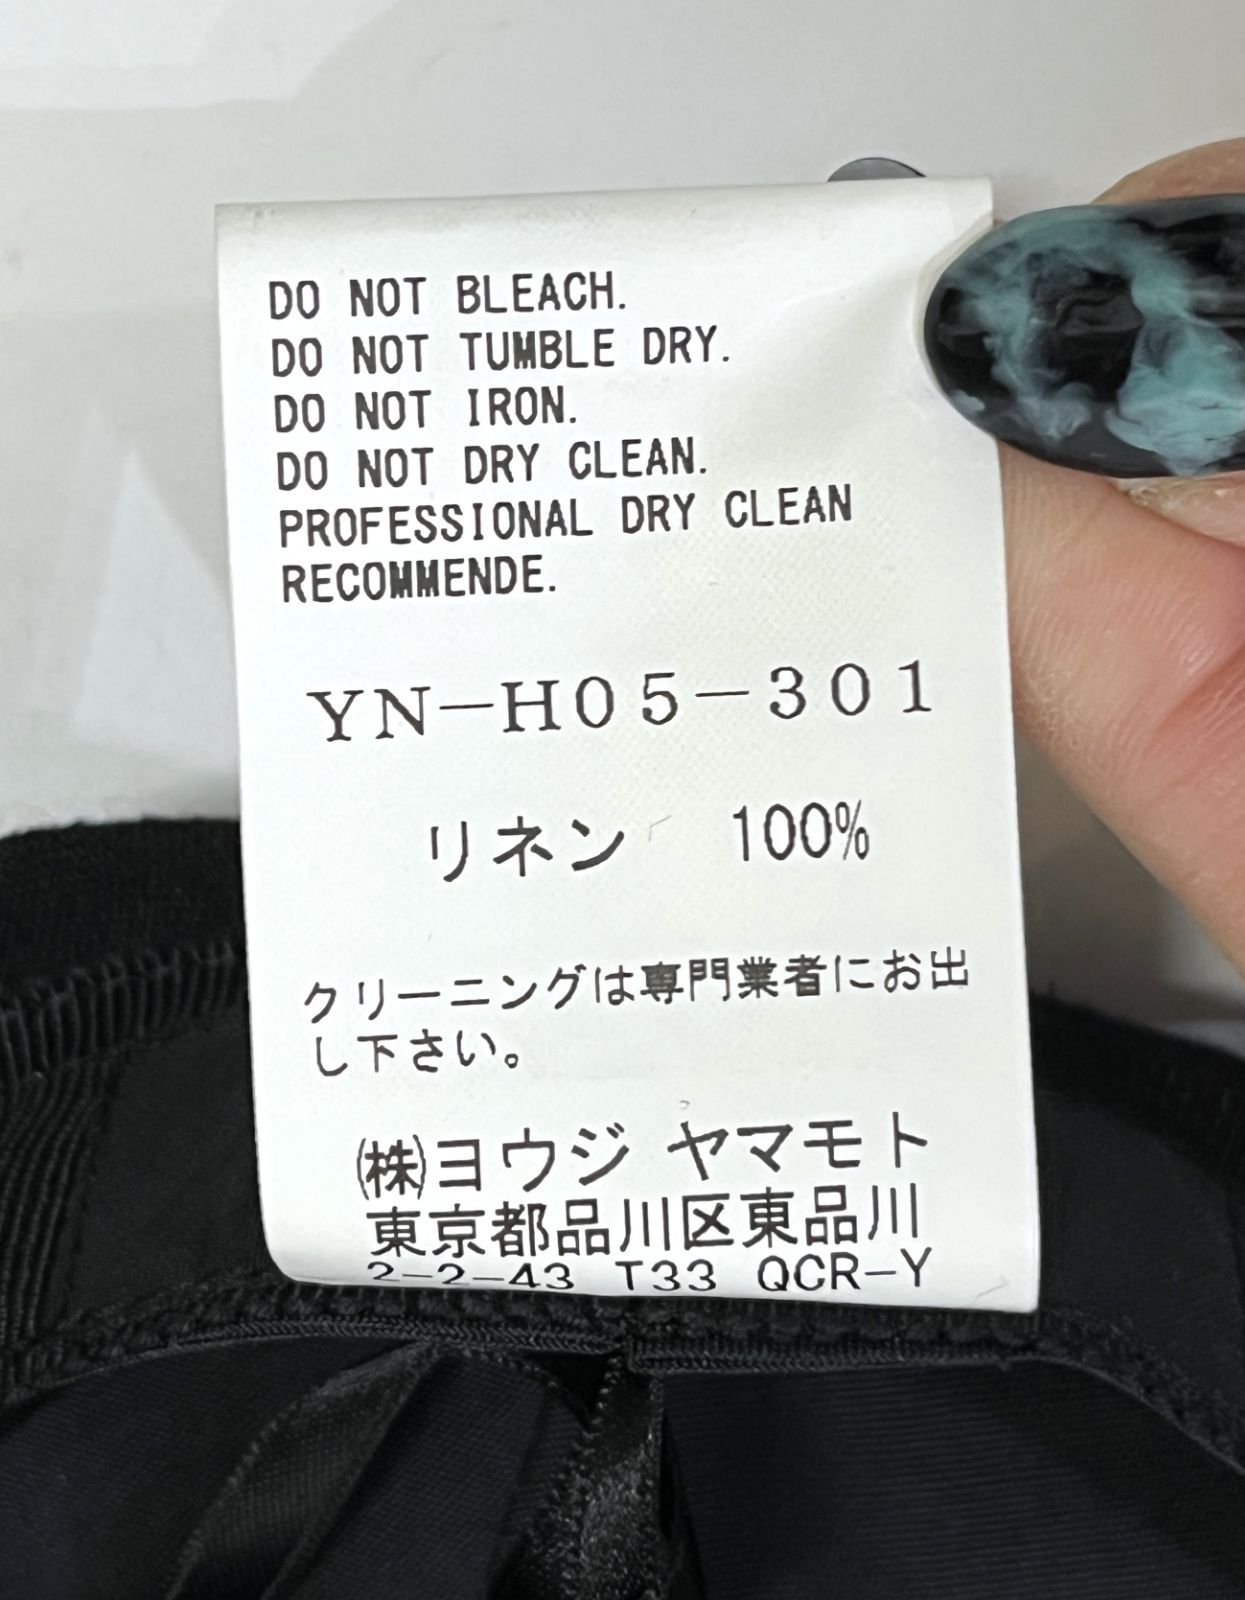 DO NOT BLEACH.
DO NOT TUMBLE DRY.
DO NOT IRON.
DO NOT DRY CLEAN.
PROFESSIONAL DRY CLEAN
RECOMMENDE.
YN-H05-301
リネン 100%
クリーニングは専門業者にお出
し下さい。
㈱ヨウジ ヤマモト
東京都品川区東品川
2-2-43 T33 QCR-Y